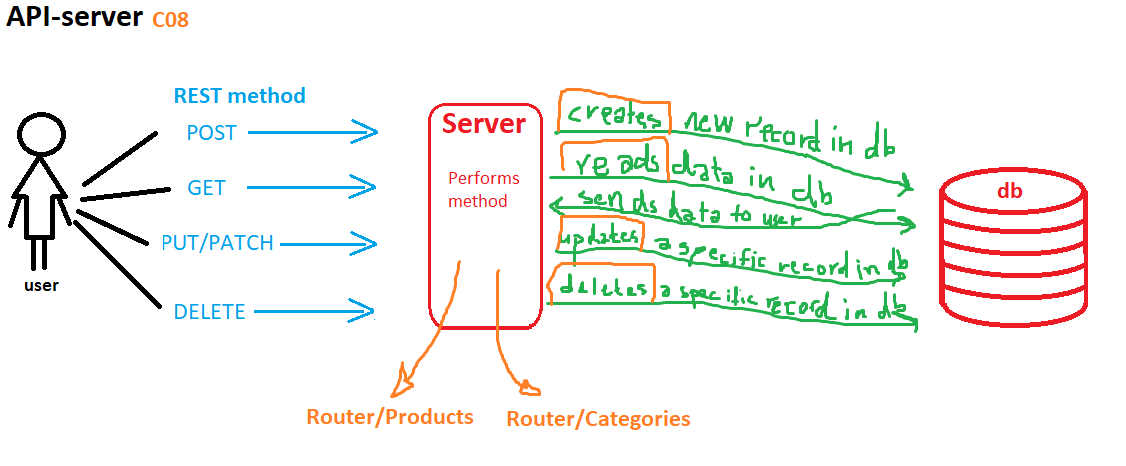 API-server C08
REST method
POST
GET
PUT/PATCH
DELETE
user
Server
Performs
method
creates new record in db
reads data in db
sends data to user
updates a specific record in db
deletes a specific record in db
db
Router/Products
Router/Categories